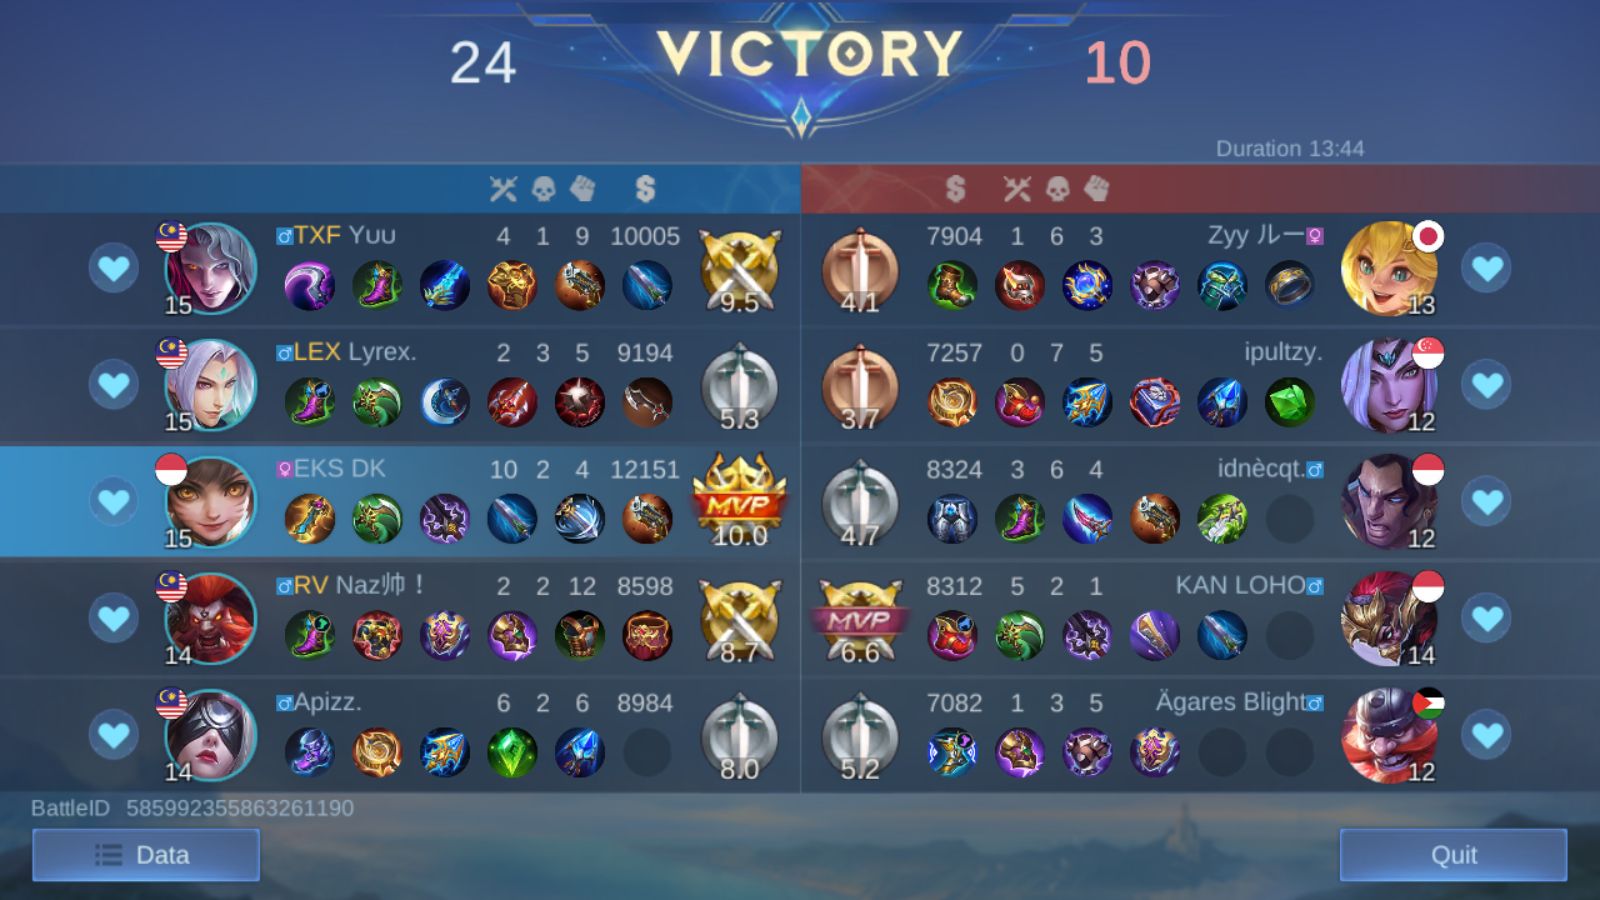 24 VICTORY 10
Duration 13:44
TXF Yuu 4 1 9 10005
15 9.5
7904 1 6 3 Zyy ルー
4.1 13
LEX Lyrex. 2 3 5 9194
15 5.3
7257 0 7 5 ipultzy.
3.7 12
EKS DK 10 2 4 12151
15 MVP 10.0
8324 3 6 4 idnècqt.
4.7 12
RV Naz帅！ 2 2 12 8598
14 8.7
8312 5 2 1 KAN LOHO
MVP 6.6 14
Apizz. 6 2 6 8984
14 8.0
7082 1 3 5 Ägares Blight
5.2 12
BattleID 585992355863261190
Data Quit